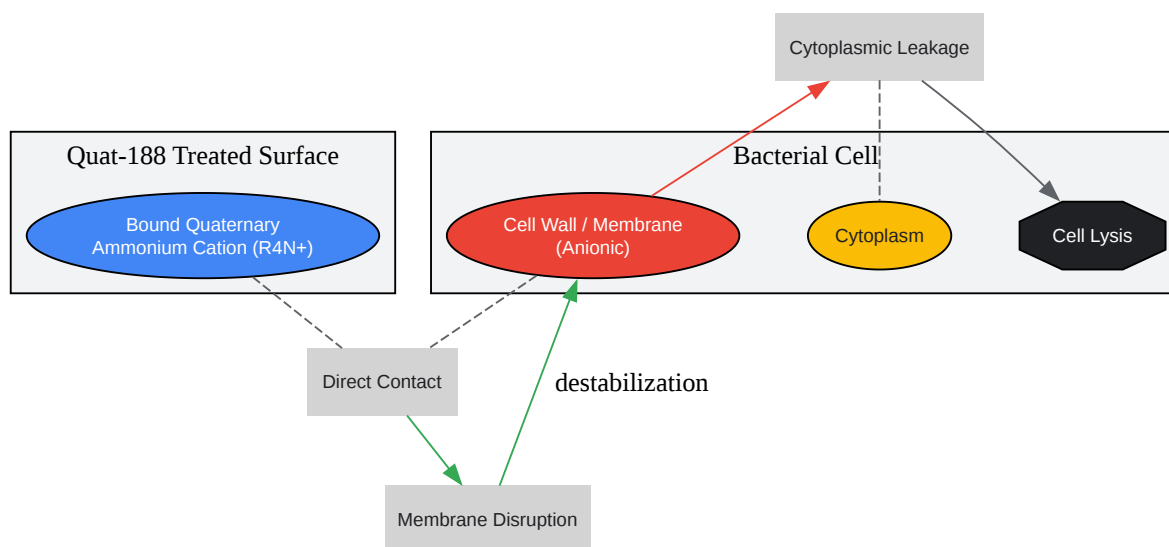 Cytoplasmic Leakage
Quat-188 Treated Surface
Bacterial Cell
Bound Quaternary
Ammonium Cation (R4N+)
Cell Wall / Membrane
(Anionic)
Cytoplasm
Cell Lysis
Direct Contact
destabilization
Membrane Disruption